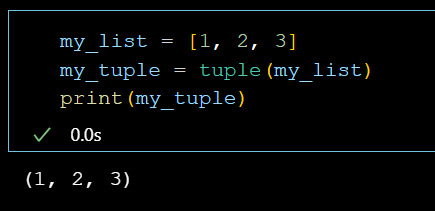 my_list = [1, 2, 3]
my_tuple = tuple(my_list)
print(my_tuple)
0.0s
(1, 2, 3)